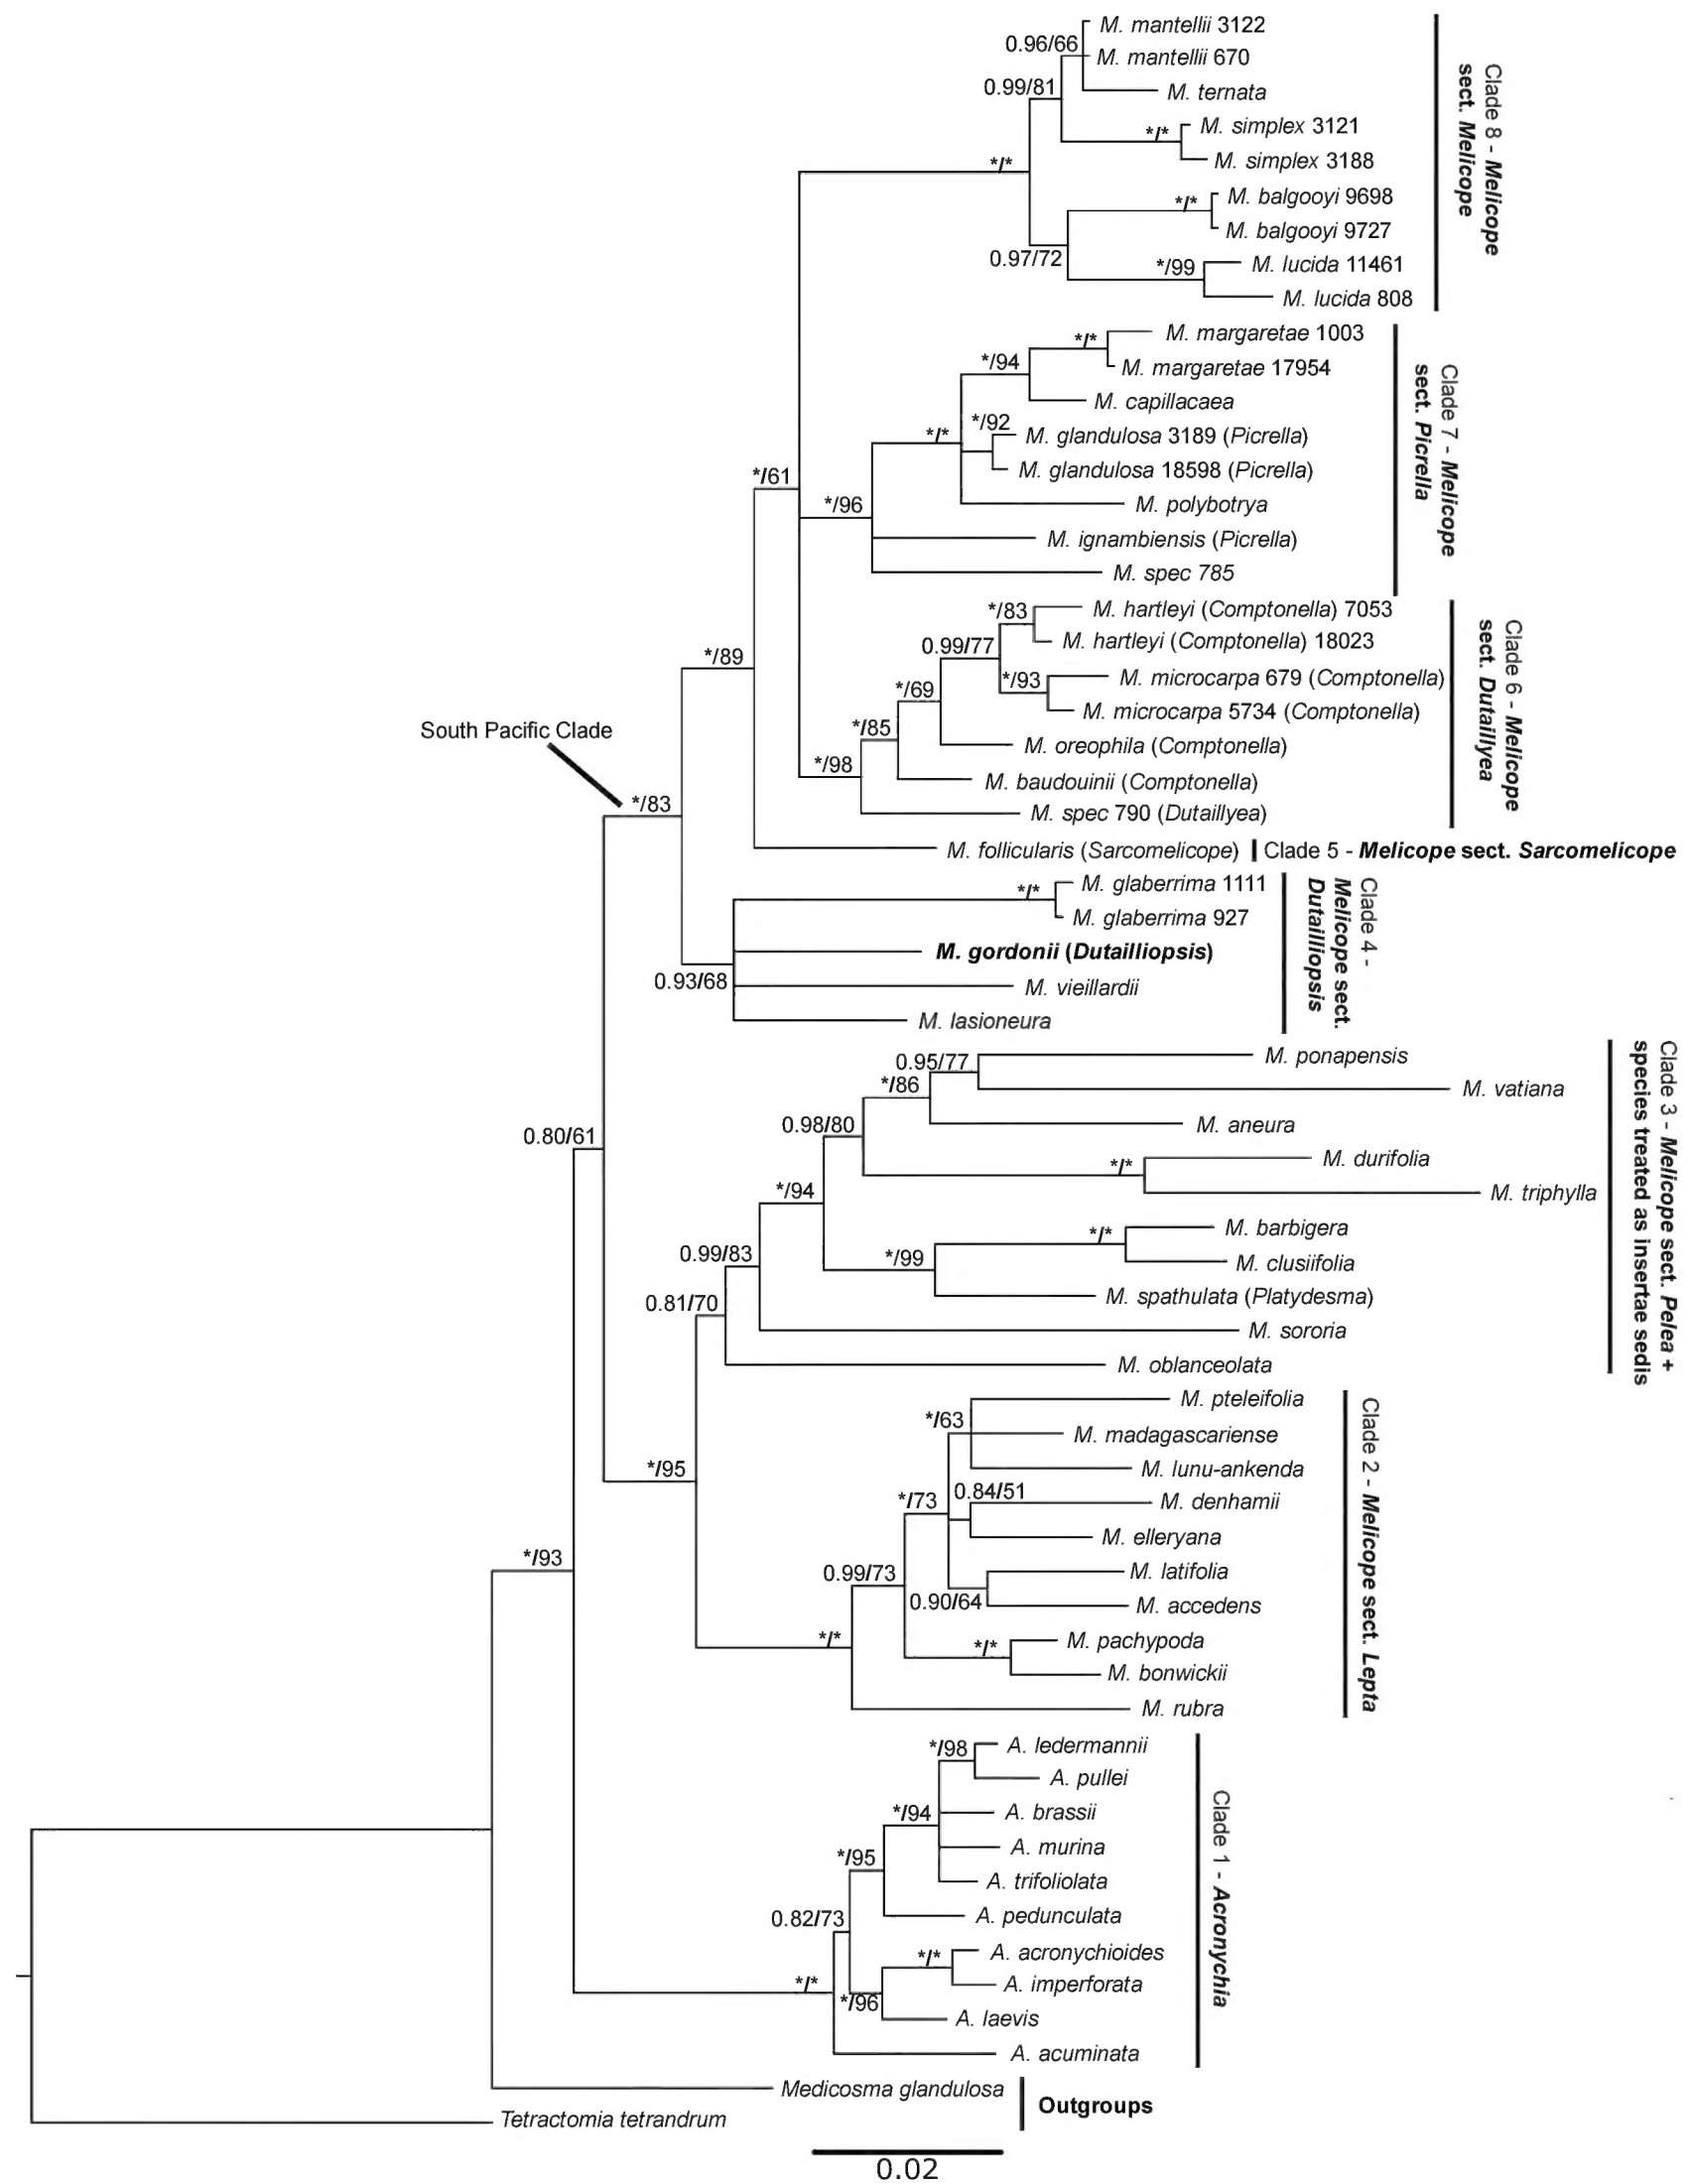 M. mantellii 3122
0.96/66
M. mantellii 670
0.99/81
M. ternata
*/*
M. simplex 3121
M. simplex 3188
*/*
*/*
M. balgooyi 9698
M. balgooyi 9727
0.97/72
*/99
M. lucida 11461
M. lucida 808
Clade 8 - Melicope
sect. Melicope
*/*
M. margaretae 1003
*/94
M. margaretae 17954
M. capillacaea
*/92
*/*
M. glandulosa 3189 (Picrella)
M. glandulosa 18598 (Picrella)
*/61
*/96
M. polybotrya
M. ignambiensis (Picrella)
M. spec 785
Clade 7 - Melicope
sect. Picrella
*/83
M. hartleyi (Comptonella) 7053
M. hartleyi (Comptonella) 18023
0.99/77
*/89
*/93
M. microcarpa 679 (Comptonella)
*/69
M. microcarpa 5734 (Comptonella)
*/85
M. oreophila (Comptonella)
*/98
M. baudouinii (Comptonella)
M. spec 790 (Dutaillyea)
Clade 6 - Melicope
sect. Dutaillyea
South Pacific Clade
*/83
M. follicularis (Sarcomelicope)
Clade 5 - Melicope sect. Sarcomelicope
*/*
M. glaberrima 1111
M. glaberrima 927
M. gordonii (Dutailliopsis)
0.93/68
M. vieillardii
M. lasioneura
Clade 4 -
Melicope sect.
Dutailliopsis
0.95/77
M. ponapensis
*/86
M. vatiana
0.98/80
M. aneura
0.80/61
*/*
M. durifolia
*/94
M. triphylla
*/*
M. barbigera
0.99/83
*/99
M. clusiifolia
0.81/70
M. spathulata (Platydesma)
M. sororia
M. oblanceolata
Clade 3 - Melicope sect. Pelea +
species treated as insertae sedis
M. pteleifolia
*/63
M. madagascariense
*/95
M. lunu-ankenda
0.84/51
*/73
M. denhamii
M. elleryana
*/93
0.99/73
M. latifolia
0.90/64
M. accedens
*/*
*/*
M. pachypoda
M. bonwickii
M. rubra
Clade 2 - Melicope sect. Lepta
*/98
A. ledermannii
A. pullei
*/94
A. brassii
A. murina
*/95
A. trifoliolata
0.82/73
A. pedunculata
*/*
A. acronychioides
*/*
A. imperforata
*/96
A. laevis
A. acuminata
Clade 1 - Acronychia
Medicosma glandulosa
Tetractomia tetrandrum
Outgroups
0.02